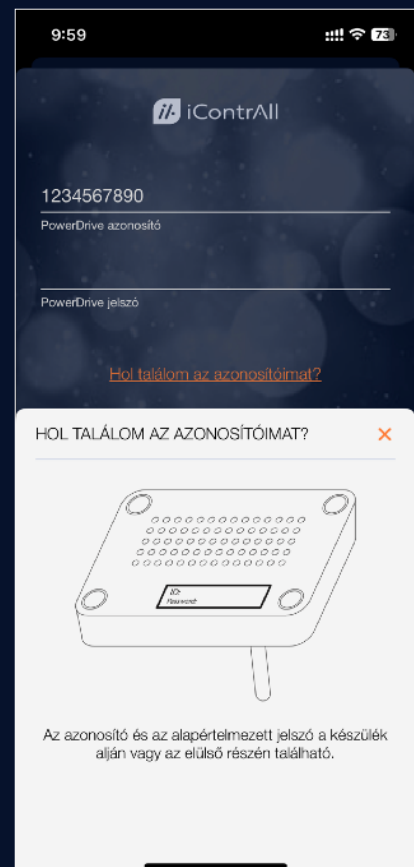 9:59
73
iContrAll
1234567890
PowerDrive azonosító
PowerDrive jelszó
Hol találom az azonosítóimat?
HOL TALÁLOM AZ AZONOSÍTÓIMAT?
ID:
Password:
Az azonosító és az alapértelmezett jelszó a készülék
alján vagy az elülső részén található.